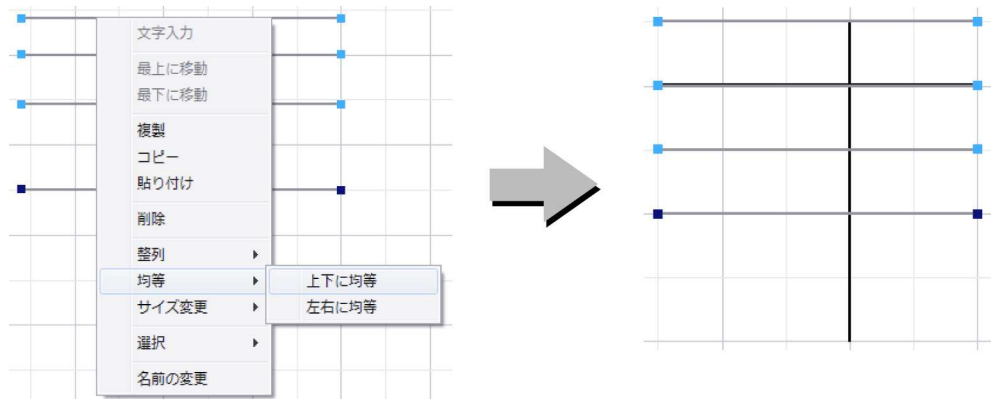 文字入力
最上に移動
最下に移動
複製
コピー
貼り付け
削除
整列
均等
上下に均等
サイズ変更
左右に均等
選択
名前の変更